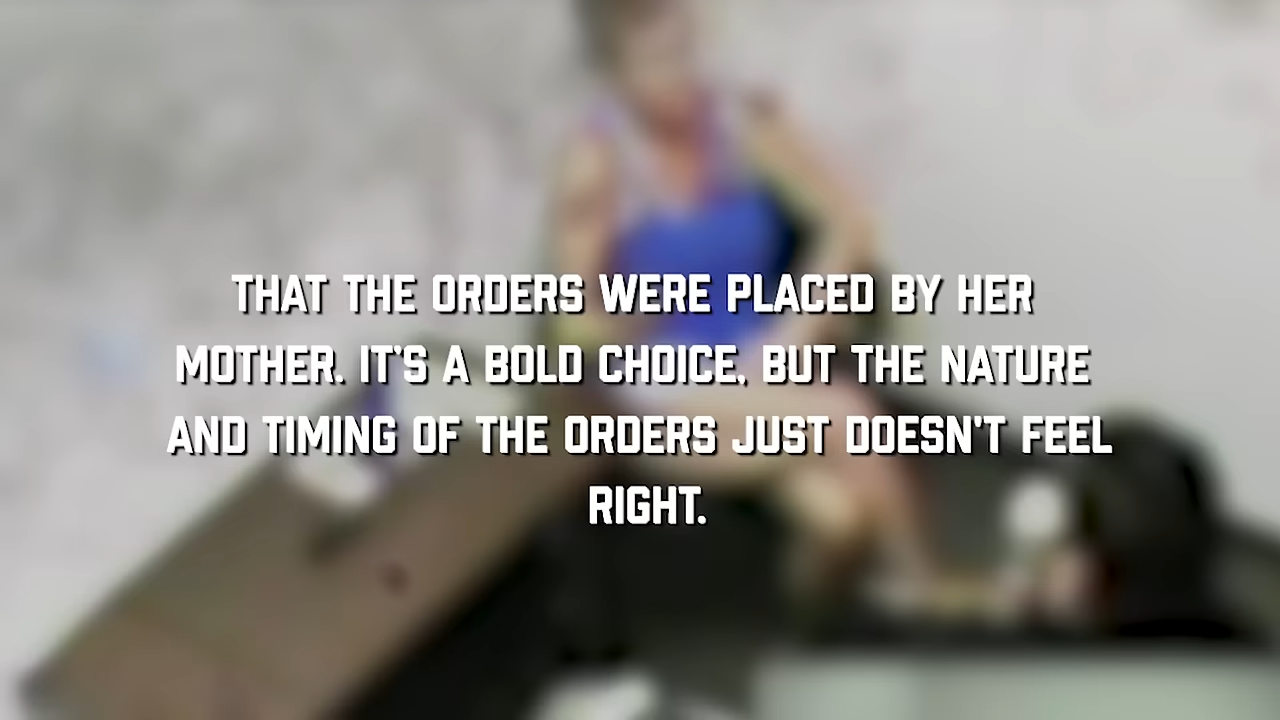 THAT THE ORDERS WERE PLACED BY HER
MOTHER. IT'S A BOLD CHOICE, BUT THE NATURE
AND TIMING OF THE ORDERS JUST DOESN'T FEEL
RIGHT.